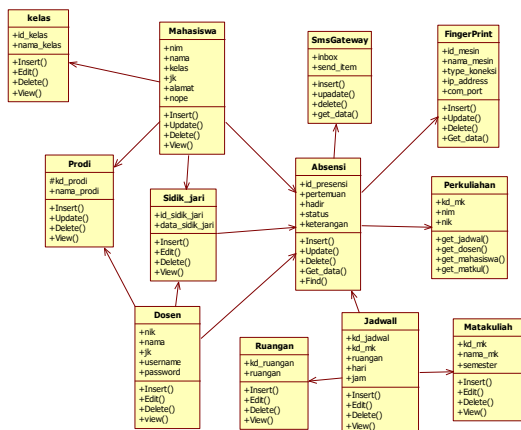 kelas
+id_kelas
+nama_kelas
+Insert()
+Edit()
+Delete()
+View()
Mahasiswa
+nim
+nama
+kelas
+jk
+alamat
+nope
+Insert()
+Update()
+Delete()
+View()
SmsGateway
+inbox
+send_item
+insert()
+upadate()
+delete()
+get_data()
FingerPrint
+id_mesin
+nama_mesin
+type_koneksi
+ip_address
+com_port
+Insert()
+Update()
+Delete()
+Get_data()
Prodi
#kd_prodi
+nama_prodi
+Insert()
+Update()
+Delete()
+View()
Sidik_jari
+id_sidik_jari
+data_sidik_jari
+Insert()
+Edit()
+Delete()
+View()
Absensi
+id_presensi
+pertemuan
+hadir
+status
+keterangan
+Insert()
+Update()
+Delete()
+Get_data()
+Find()
Perkuliahan
+kd_mk
+nim
+nik
+get_jadwal()
+get_dosen()
+get_mahasiswa()
+get_matkul()
Dosen
+nik
+nama
+jk
+username
+password
+Insert()
+Edit()
+Delete()
+view()
Ruangan
+kd_ruangan
+ruangan
+Insert()
+Edit()
+Delete()
+View()
Jadwall
+kd_jadwal
+kd_mk
+ruangan
+hari
+jam
+Insert()
+Edit()
+Delete()
+View()
Matakuliah
+kd_mk
+nama_mk
+semester
+Insert()
+Edit()
+Delete()
+View()